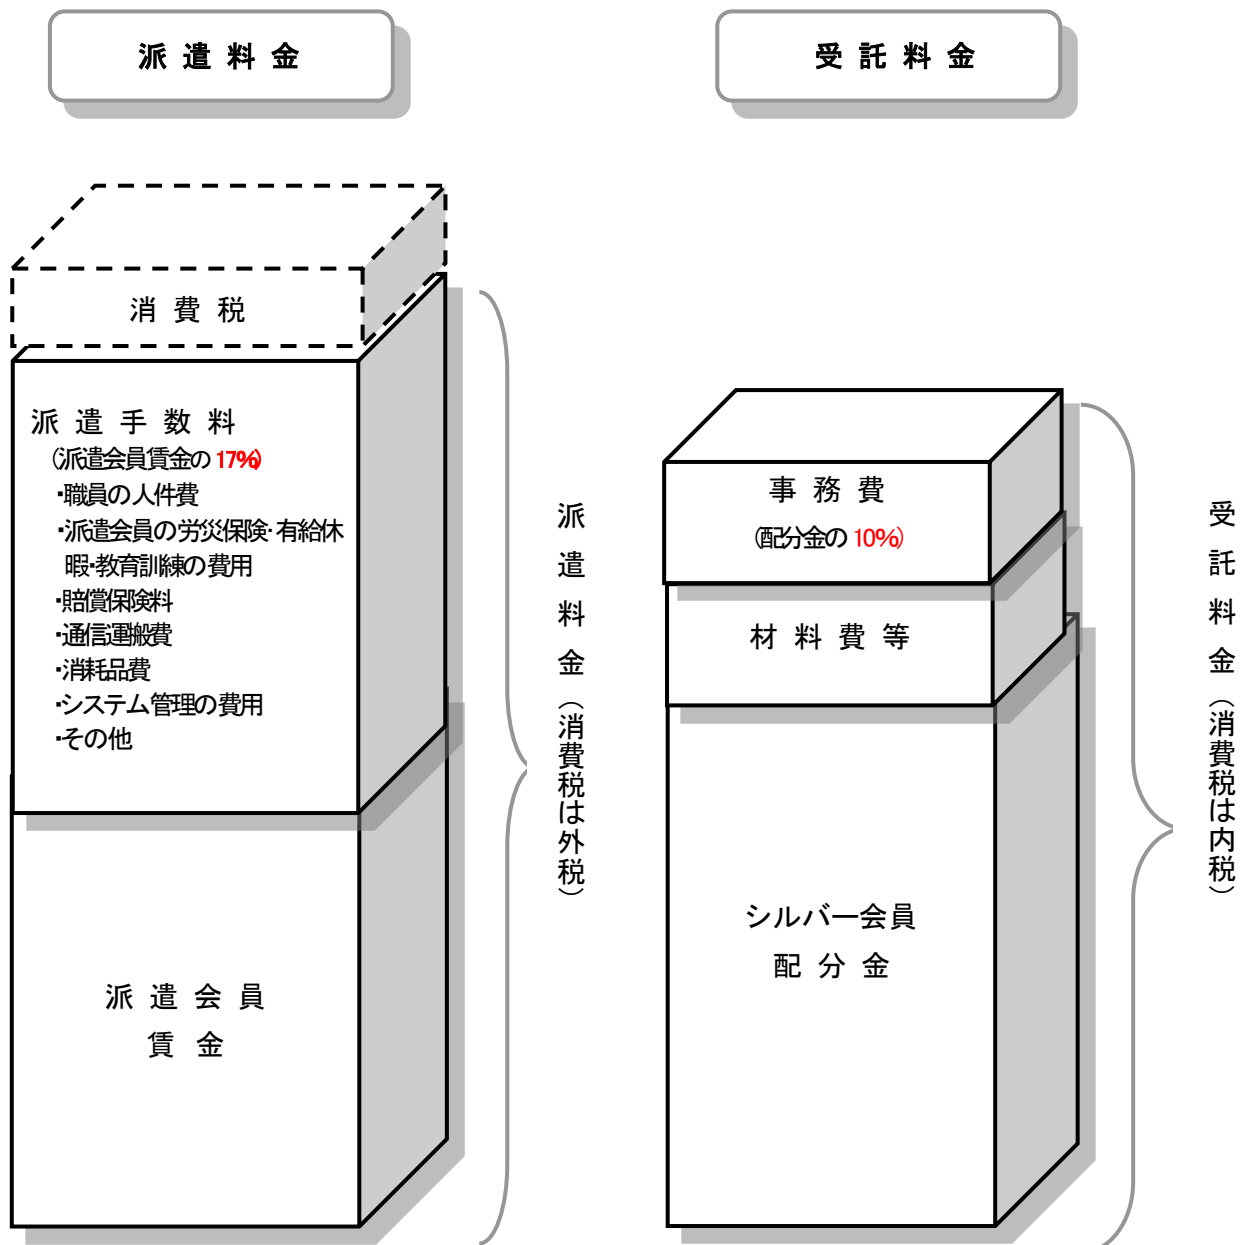 派遣料金
消費税
派遣手数料
(派遣会員賃金の17%)
・職員の人件費
・派遣会員の労災保険・有給休
暇・教育訓練の費用
・賠償保険料
・通信運搬費
・消耗品費
・システム管理の費用
・その他
派遣会員
賃金
派遣料金(消費税は外税)
受託料金
事務費
(配分金の10%)
材料費等
シルバー会員
配分金
受託料金(消費税は内税)